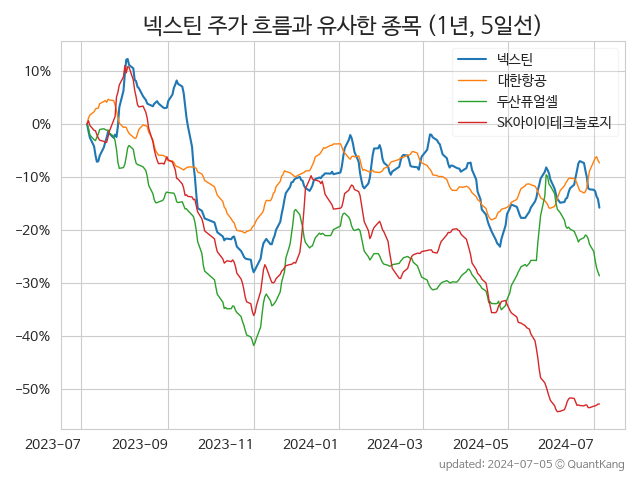 넥스틴 주가 흐름과 유사한 종목 (1년, 5일선)
넥스틴
대한항공
두산퓨얼셀
SK아이이테크놀로지
10%
0%
−10%
−20%
−30%
−40%
−50%
2023-07
2023-09
2023-11
2024-01
2024-03
2024-05
2024-07
updated: 2024-07-05 © QuantKang